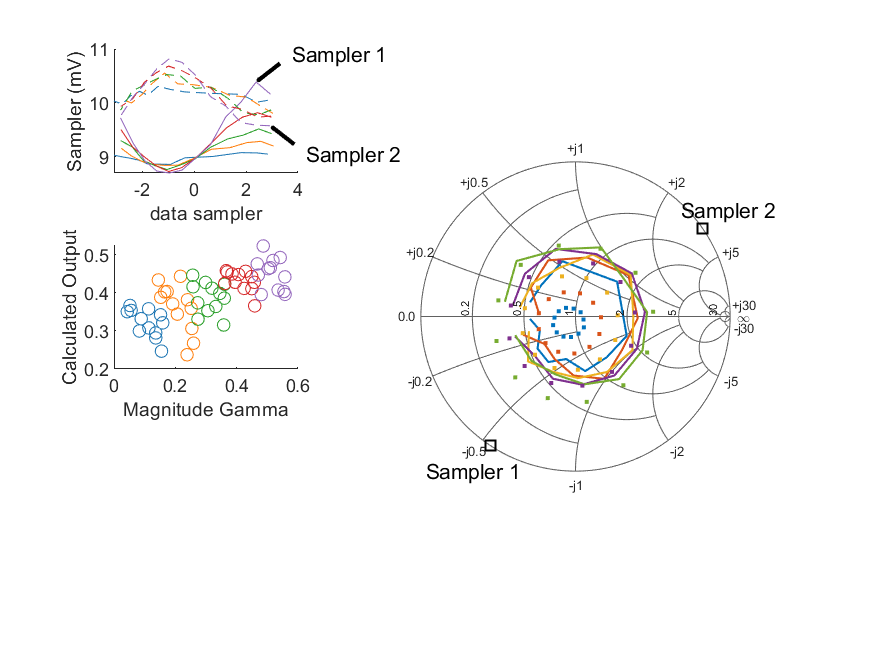 11
10
9
Sampler (mV)
-2
0
2
4
data sampler
Sampler 1
Sampler 2
0.5
0.4
0.3
0.2
Calculated Output
0
0.2
0.4
0.6
Magnitude Gamma
+j1
+j0.5
+j2
Sampler 2
+j0.2
+j5
0.0
0.2
0.5
1
2
5
30
+j30
∞
-j30
-j0.2
-j5
-j0.5
-j2
Sampler 1
-j1